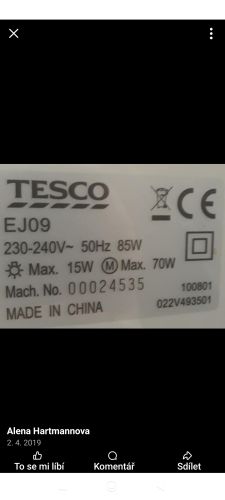 TESCO
EJ09
230-240V~ 50Hz 85W
Max. 15W M Max. 70W
Mach. No. 00024535
100801
MADE IN CHINA
022V493501
Alena Hartmannova
2. 4. 2019
To se mi líbí
Komentář
Sdílet